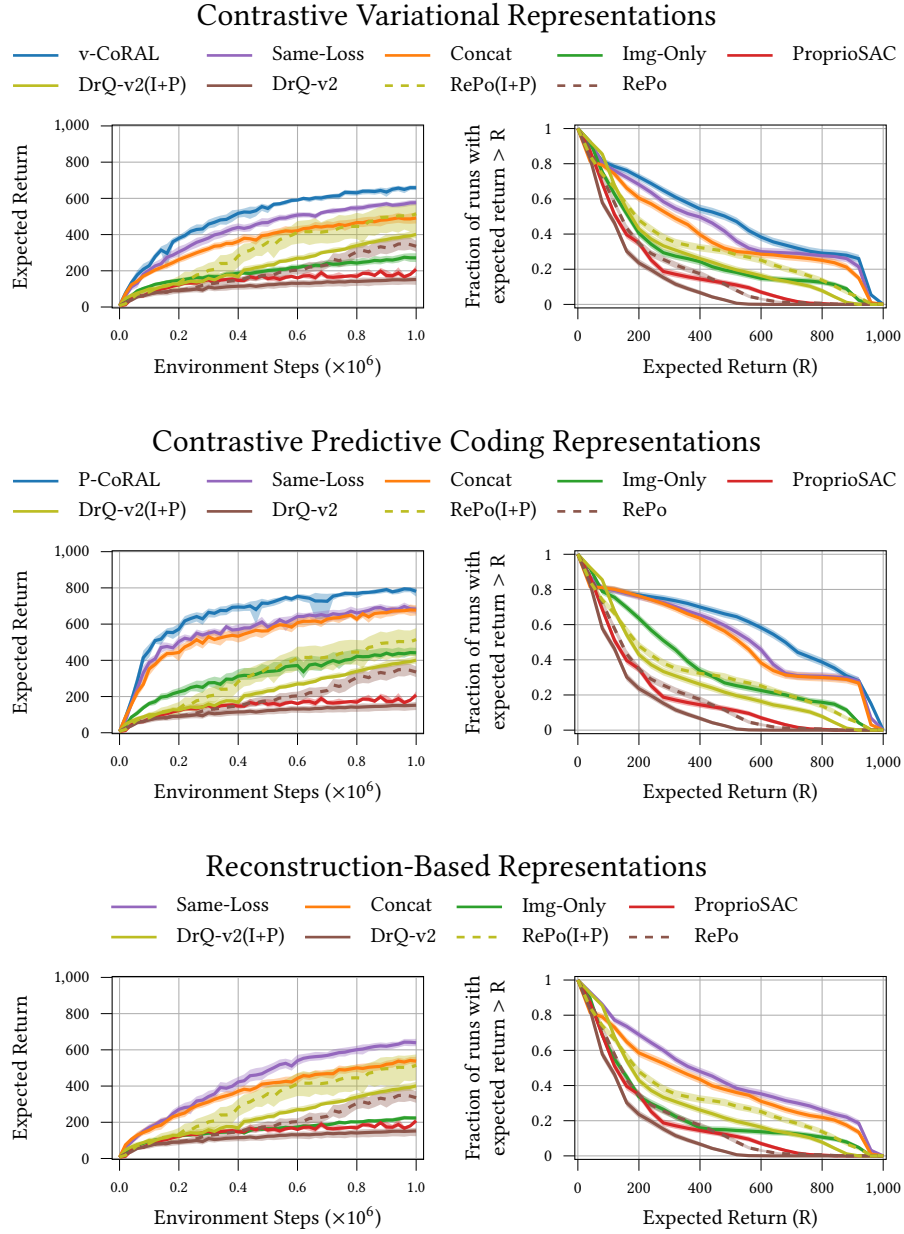 Contrastive Variational Representations
v-CoRAL Same-Loss Concat Img-Only ProprioSAC
DrQ-v2(I+P) DrQ-v2 RePo(I+P) RePo
Expected Return
1,000
800
600
400
200
0
0.0 0.2 0.4 0.6 0.8 1.0
Environment Steps (×10⁶)
Fraction of runs with
expected return > R
1
0.8
0.6
0.4
0.2
0
0 200 400 600 800 1,000
Expected Return (R)
Contrastive Predictive Coding Representations
P-CoRAL Same-Loss Concat Img-Only ProprioSAC
DrQ-v2(I+P) DrQ-v2 RePo(I+P) RePo
Expected Return
1,000
800
600
400
200
0
0.0 0.2 0.4 0.6 0.8 1.0
Environment Steps (×10⁶)
Fraction of runs with
expected return > R
1
0.8
0.6
0.4
0.2
0
0 200 400 600 800 1,000
Expected Return (R)
Reconstruction-Based Representations
Same-Loss Concat Img-Only ProprioSAC
DrQ-v2(I+P) DrQ-v2 RePo(I+P) RePo
Expected Return
1,000
800
600
400
200
0
0.0 0.2 0.4 0.6 0.8 1.0
Environment Steps (×10⁶)
Fraction of runs with
expected return > R
1
0.8
0.6
0.4
0.2
0
0 200 400 600 800 1,000
Expected Return (R)